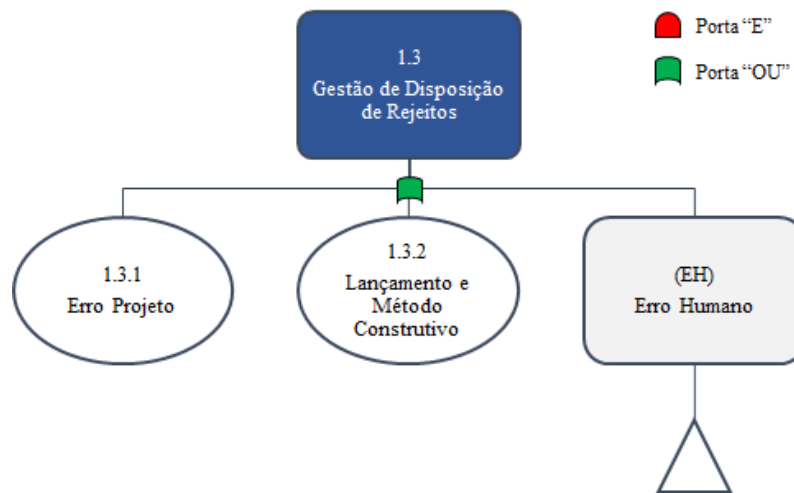 1.3
Gestão de Disposição
de Rejeitos
Porta “E”
Porta “OU”
1.3.1
Erro Projeto
1.3.2
Lançamento e
Método
Construtivo
(EH)
Erro Humano